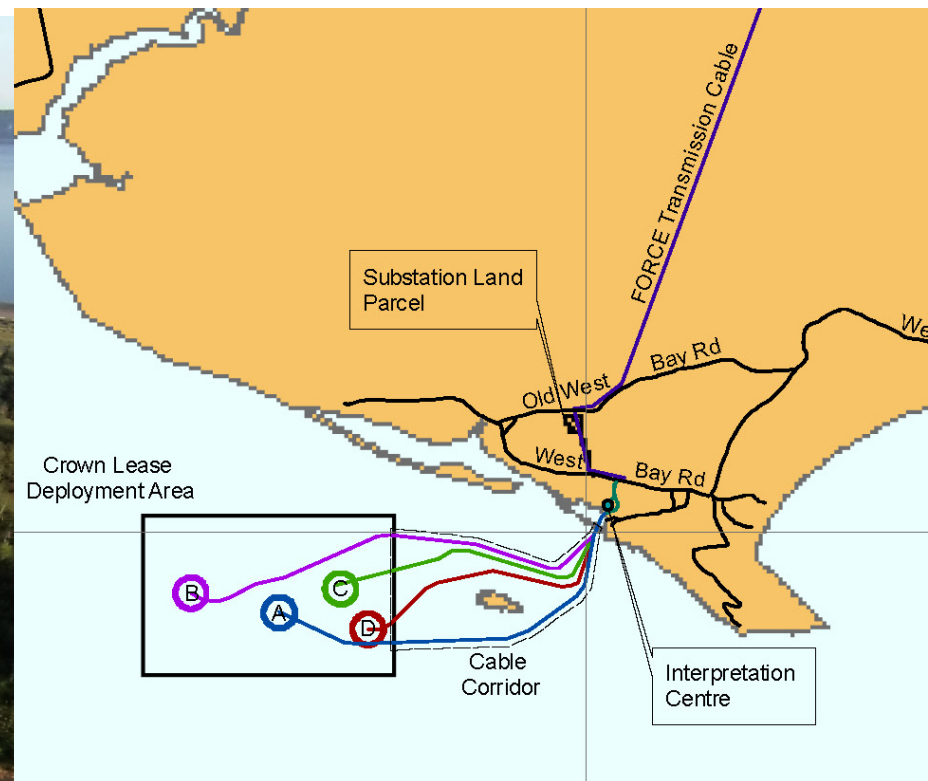 FORCE Transmission Cable
Substation Land
Parcel
We
Old West Bay Rd
West Bay Rd
Crown Lease
Deployment Area
B
C
A
D
Cable
Corridor
Interpretation
Centre